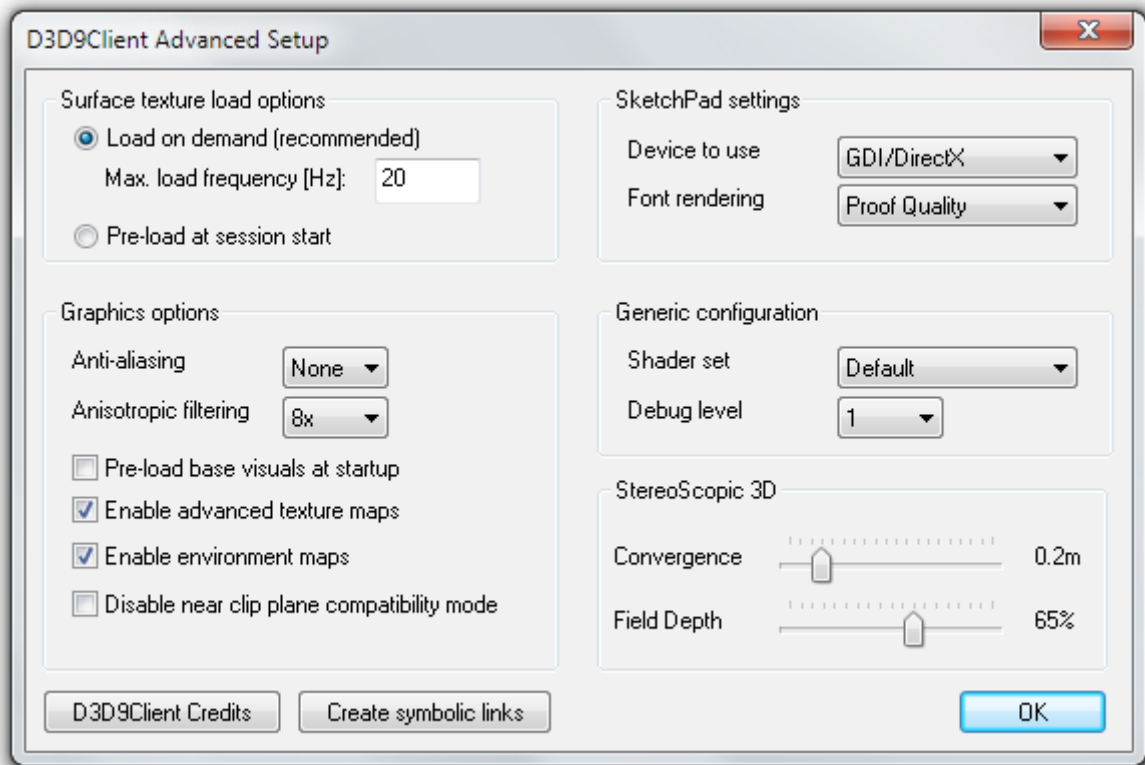 D3D9Client Advanced Setup
Surface texture load options
Load on demand (recommended)
Max. load frequency [Hz]: 20
Pre-load at session start
SketchPad settings
Device to use GDI/DirectX
Font rendering Proof Quality
Graphics options
Anti-aliasing None
Anisotropic filtering 8x
Pre-load base visuals at startup
Enable advanced texture maps
Enable environment maps
Disable near clip plane compatibility mode
Generic configuration
Shader set Default
Debug level 1
StereoScopic 3D
Convergence 0.2m
Field Depth 65%
D3D9Client Credits
Create symbolic links
OK